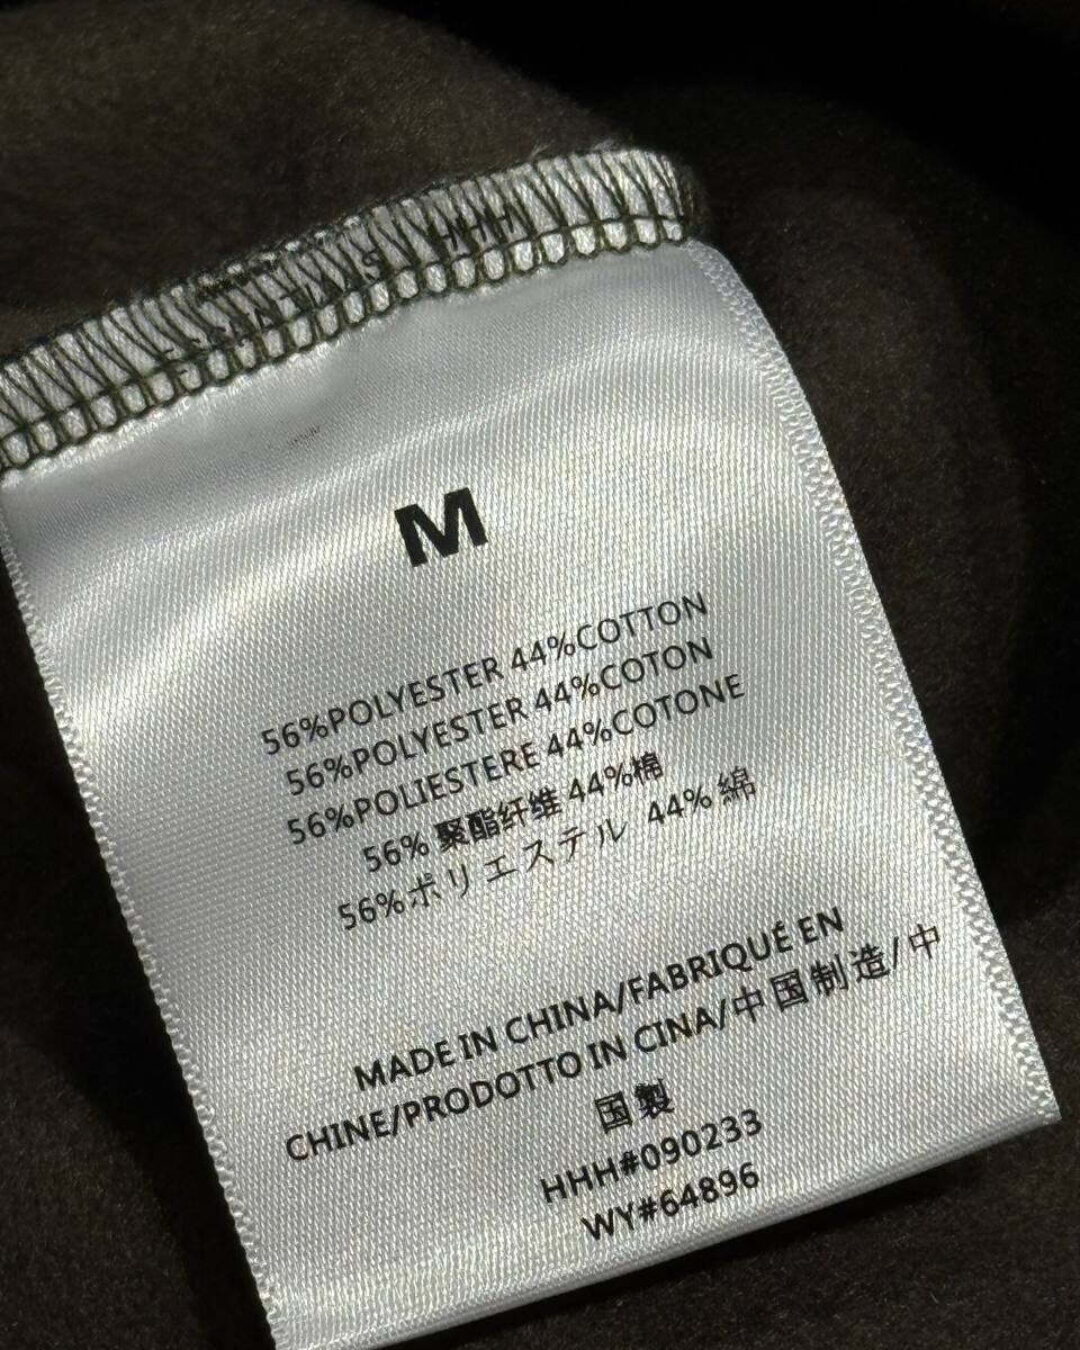 M
56%POLYESTER 44%COTTON
56%POLYESTER 44%COTON
56%POLIESTERE 44%COTONE
56% 聚酯纤维 44%棉
56%ポリエステル 44% 綿
MADE IN CHINA/FABRIQUÉ EN
CHINE/PRODOTTO IN CINA/中国制造/中
国製
HHH#090233
WY#64896